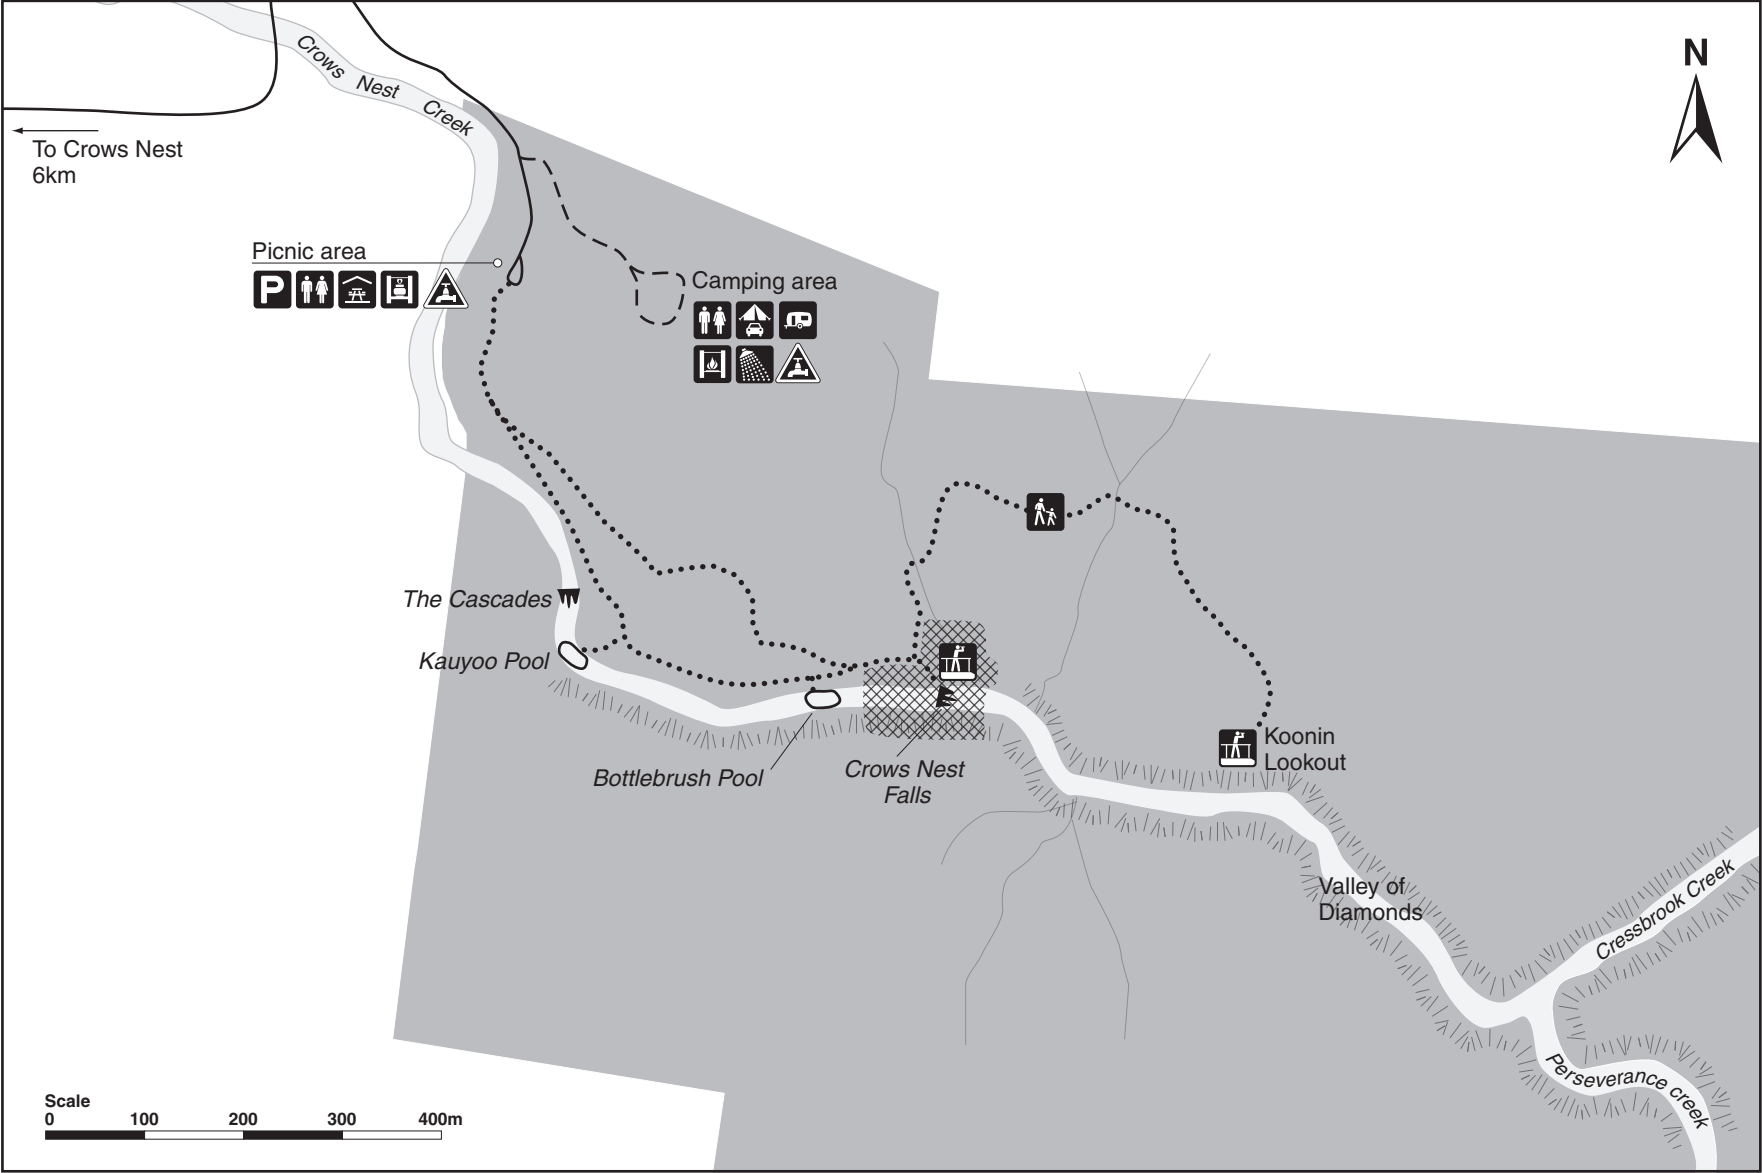 Crows Nest Creek
N
To Crows Nest
6km
Picnic area
P
Camping area
The Cascades
Kauyoo Pool
Bottlebrush Pool
Crows Nest
Falls
Koonin
Lookout
Valley of
Diamonds
Cressbrook Creek
Perseverance creek
Scale
0 100 200 300 400m